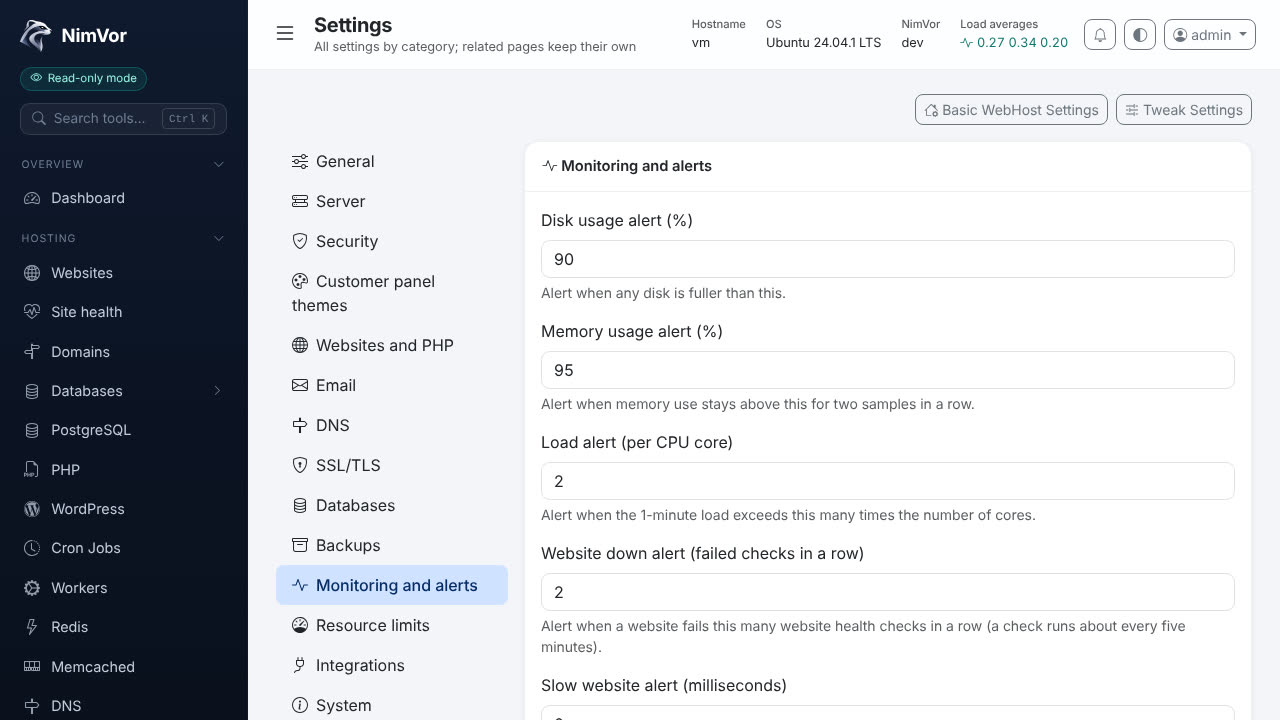 NimVor
Read-only mode
Search tools... Ctrl K
OVERVIEW
Dashboard
HOSTING
Websites
Site health
Domains
Databases
PostgreSQL
PHP
WordPress
Cron Jobs
Workers
Redis
Memcached
DNS
Settings
All settings by category; related pages keep their own
Hostname
vm
OS
Ubuntu 24.04.1 LTS
NimVor
dev
Load averages
0.27 0.34 0.20
admin
Basic WebHost Settings
Tweak Settings
General
Server
Security
Customer panel
themes
Websites and PHP
Email
DNS
SSL/TLS
Databases
Backups
Monitoring and alerts
Resource limits
Integrations
System
Monitoring and alerts
Disk usage alert (%)
90
Alert when any disk is fuller than this.
Memory usage alert (%)
95
Alert when memory use stays above this for two samples in a row.
Load alert (per CPU core)
2
Alert when the 1-minute load exceeds this many times the number of cores.
Website down alert (failed checks in a row)
2
Alert when a website fails this many website health checks in a row (a check runs about every five
minutes).
Slow website alert (milliseconds)